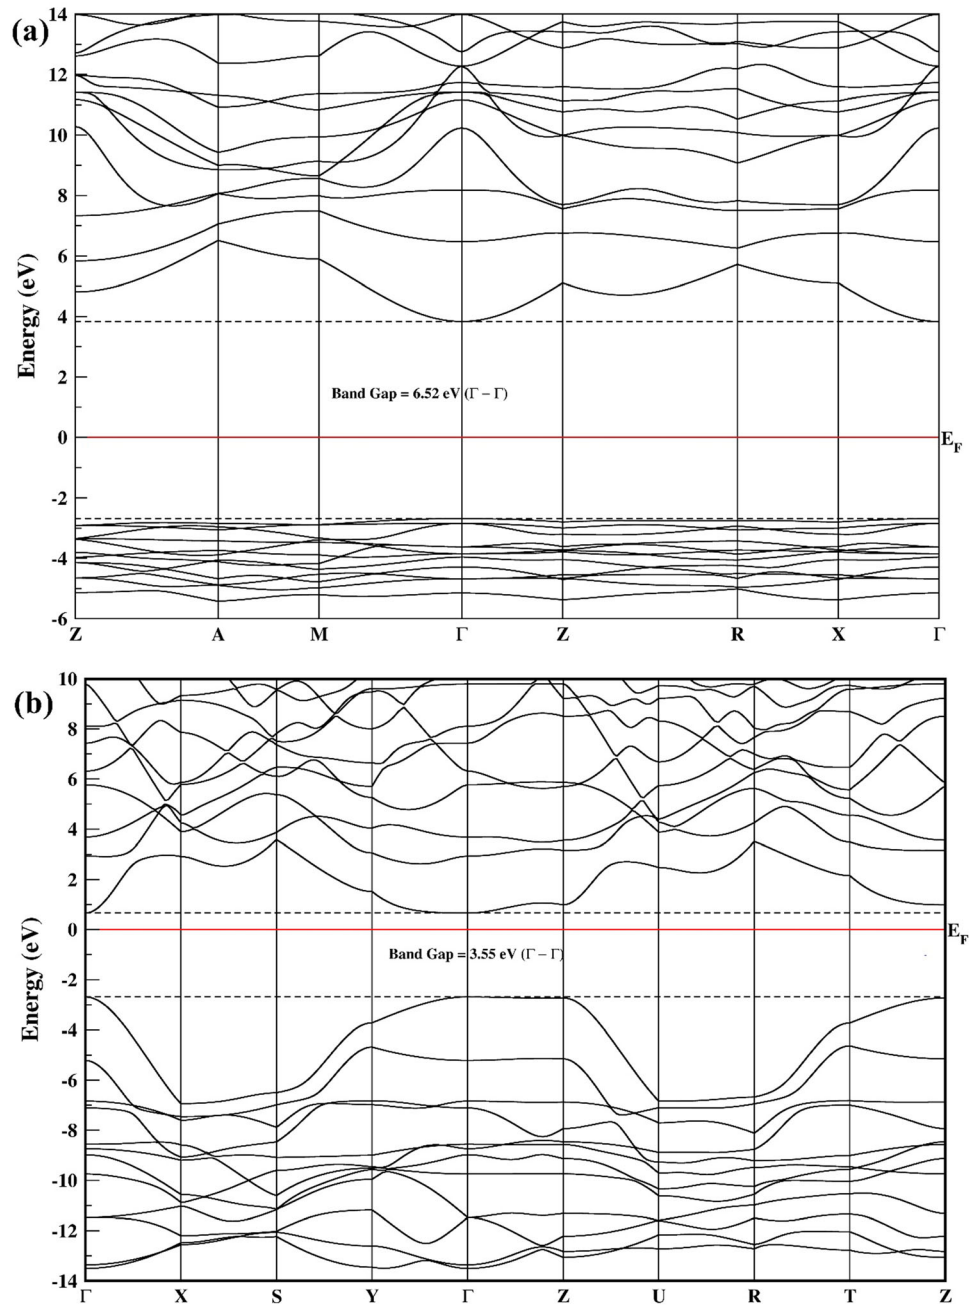 (a)
14
12
10
8
6
4
2
0
-2
-4
-6
Energy (eV)
Band Gap = 6.52 eV (Γ − Γ)
E_F
Z A M Γ Z R X Γ
(b)
10
8
6
4
2
0
-2
-4
-6
-8
-10
-12
-14
Energy (eV)
E_F
Band Gap = 3.55 eV (Γ − Γ)
Γ X S Y Γ Z U R T Z